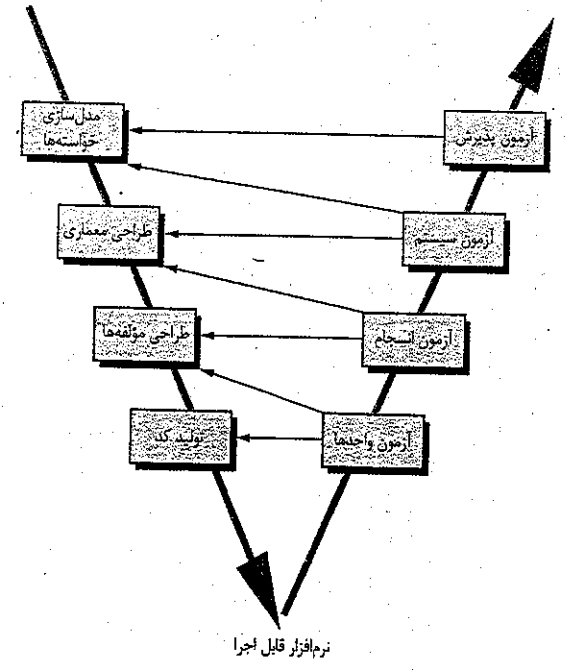 مدل‌سازی
خواسته‌ها
آزمون پذیرش
طراحی معماری
آزمون سیستم
طراحی مؤلفه‌ها
آزمون انسجام
تولید کد
آزمون واحدها
نرم‌افزار قابل اجرا